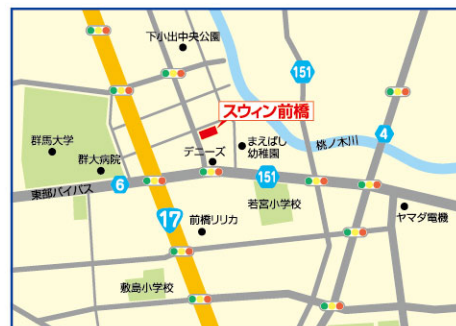 下小出中央公園
151
スウィン前橋
4
群馬大学
まえばし
幼稚園
桃ノ木川
群大病院
デニーズ
東部バイパス
6
151
17
前橋リリカ
若宮小学校
ヤマダ電機
敷島小学校